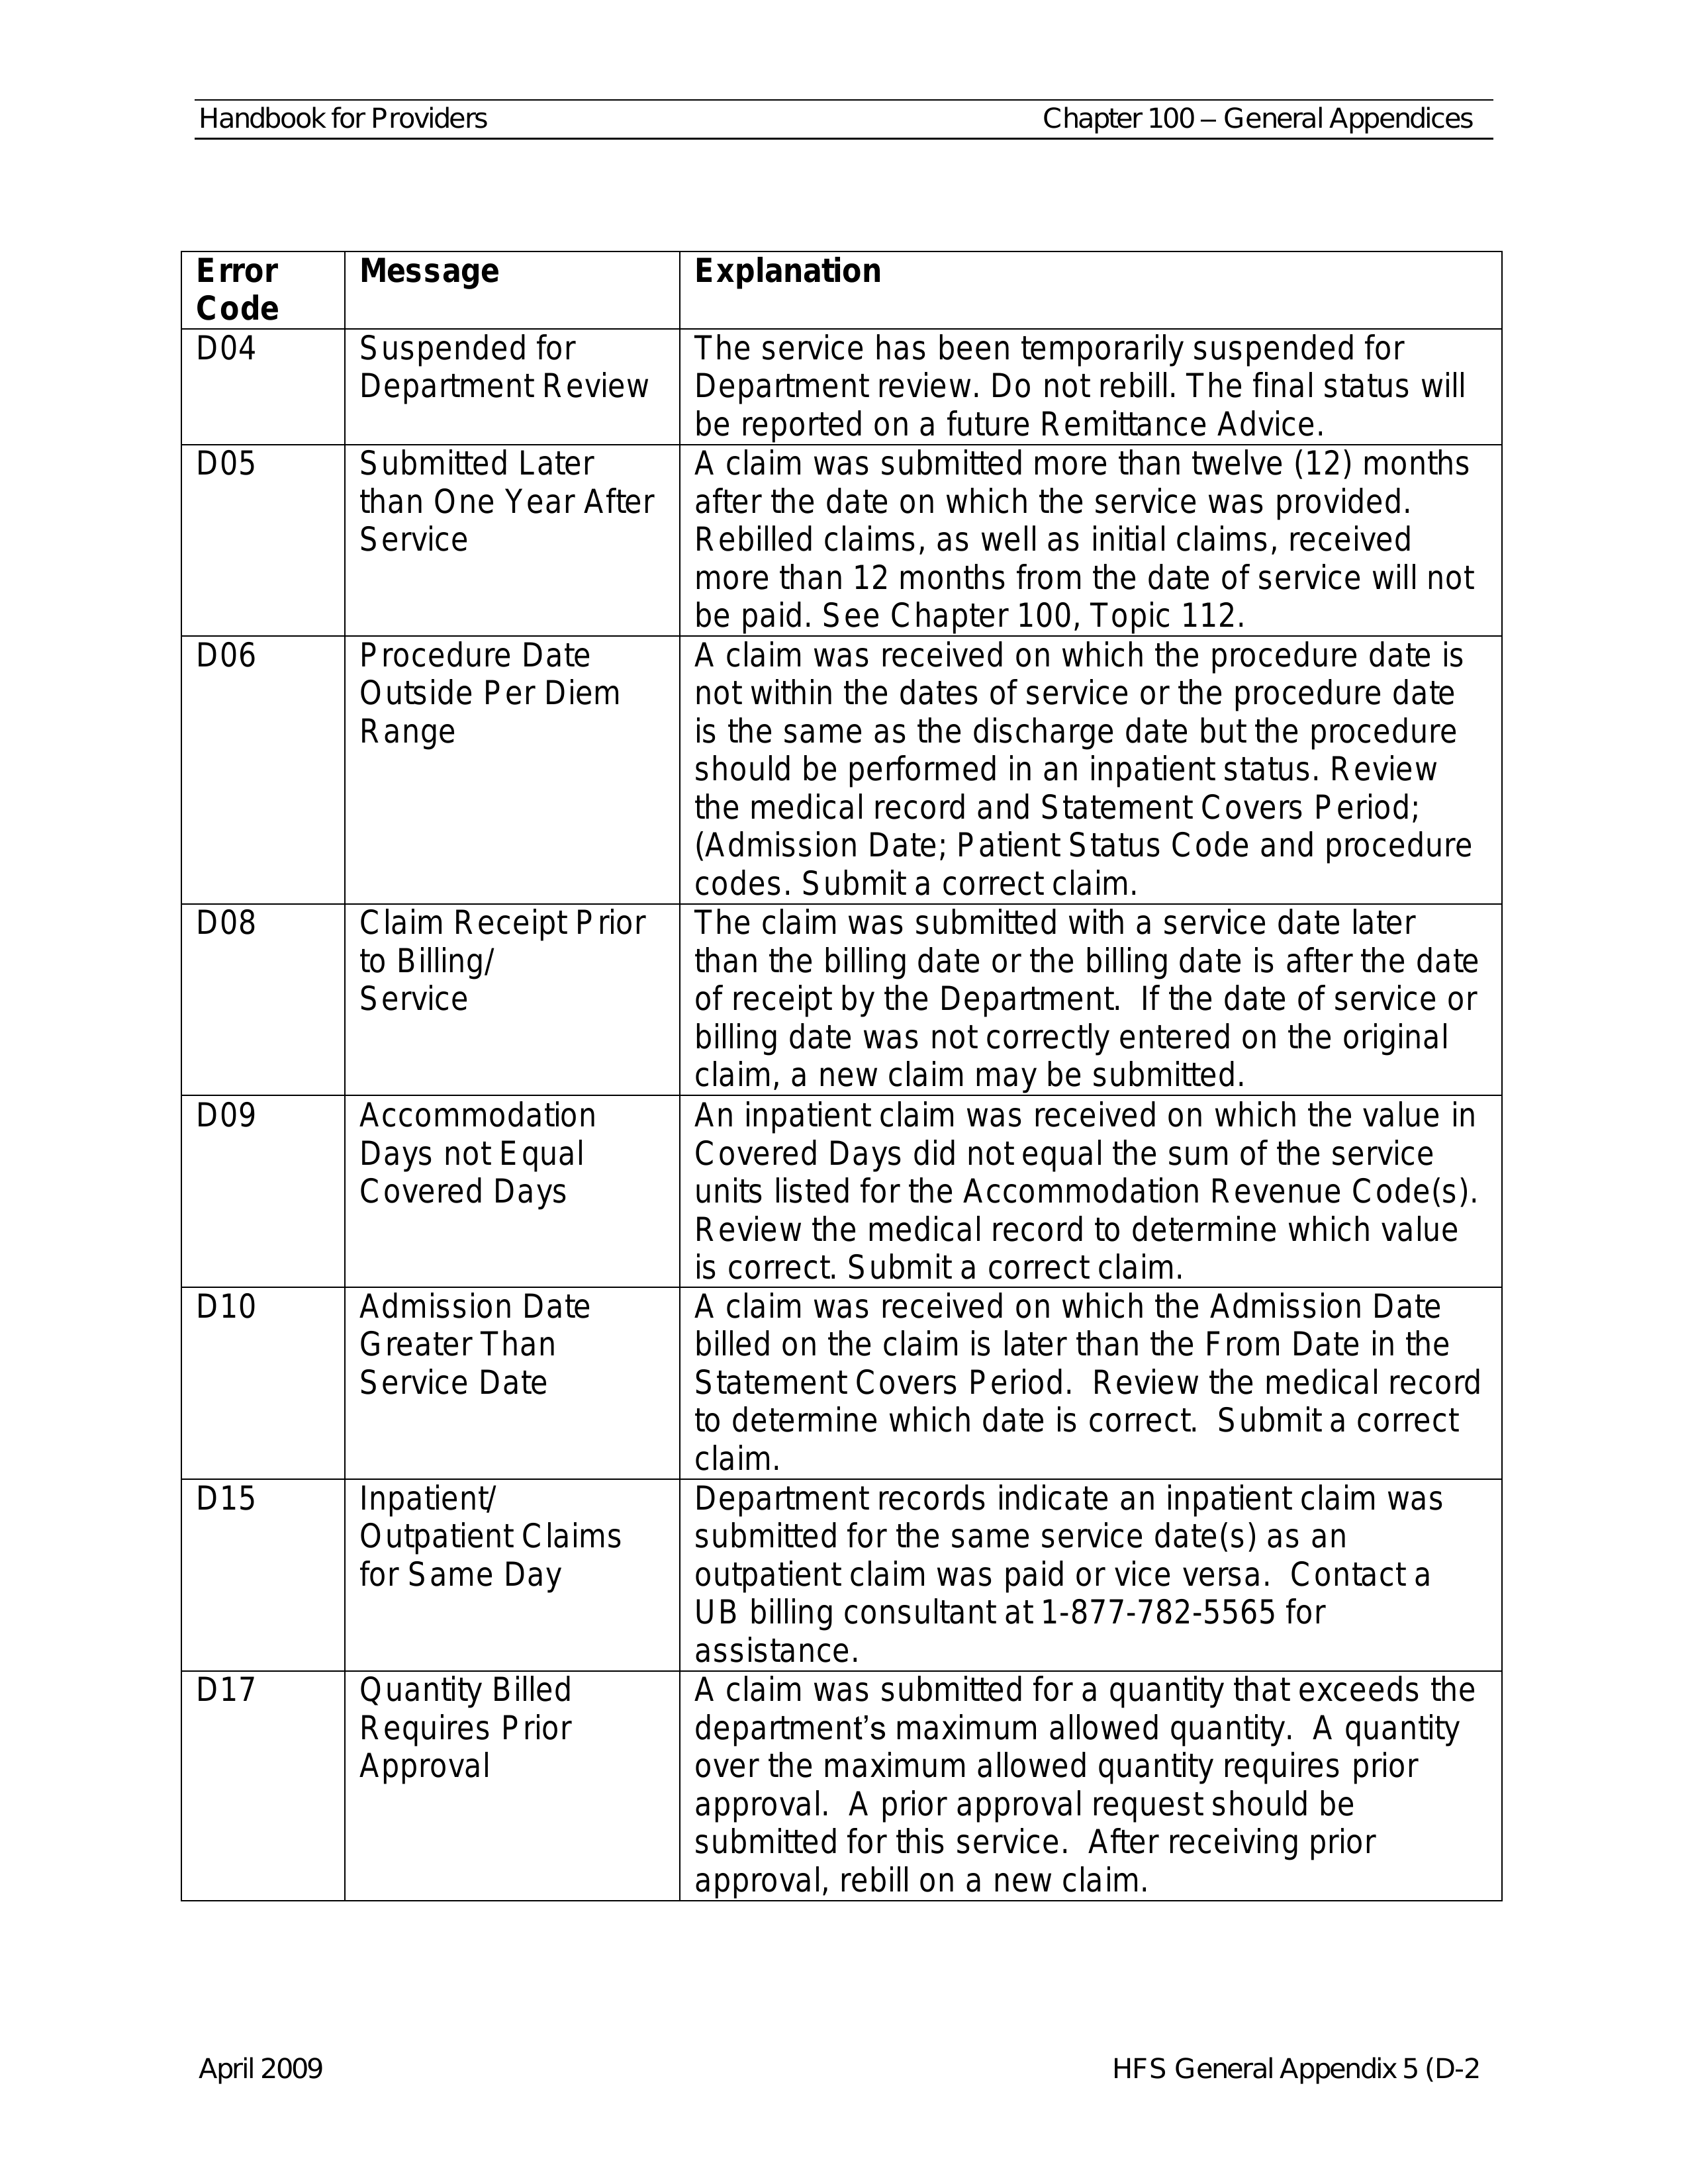 Handbook for Providers
Chapter 100 – General Appendices
Error
Code
Message
Explanation
D04
Suspended for
Department Review
The service has been temporarily suspended for
Department review. Do not rebill. The final status will
be reported on a future Remittance Advice.
D05
Submitted Later
than One Year After
Service
A claim was submitted more than twelve (12) months
after the date on which the service was provided.
Rebilled claims, as well as initial claims, received
more than 12 months from the date of service will not
be paid. See Chapter 100, Topic 112.
D06
Procedure Date
Outside Per Diem
Range
A claim was received on which the procedure date is
not within the dates of service or the procedure date
is the same as the discharge date but the procedure
should be performed in an inpatient status. Review
the medical record and Statement Covers Period;
(Admission Date; Patient Status Code and procedure
codes. Submit a correct claim.
D08
Claim Receipt Prior
to Billing/
Service
The claim was submitted with a service date later
than the billing date or the billing date is after the date
of receipt by the Department.  If the date of service or
billing date was not correctly entered on the original
claim, a new claim may be submitted.
D09
Accommodation
Days not Equal
Covered Days
An inpatient claim was received on which the value in
Covered Days did not equal the sum of the service
units listed for the Accommodation Revenue Code(s).
Review the medical record to determine which value
is correct. Submit a correct claim.
D10
Admission Date
Greater Than
Service Date
A claim was received on which the Admission Date
billed on the claim is later than the From Date in the
Statement Covers Period.  Review the medical record
to determine which date is correct.  Submit a correct
claim.
D15
Inpatient/
Outpatient Claims
for Same Day
Department records indicate an inpatient claim was
submitted for the same service date(s) as an
outpatient claim was paid or vice versa.  Contact a
UB billing consultant at 1-877-782-5565 for
assistance.
D17
Quantity Billed
Requires Prior
Approval
A claim was submitted for a quantity that exceeds the
department’s maximum allowed quantity.  A quantity
over the maximum allowed quantity requires prior
approval.  A prior approval request should be
submitted for this service.  After receiving prior
approval, rebill on a new claim.
April 2009
HFS General Appendix 5 (D-2